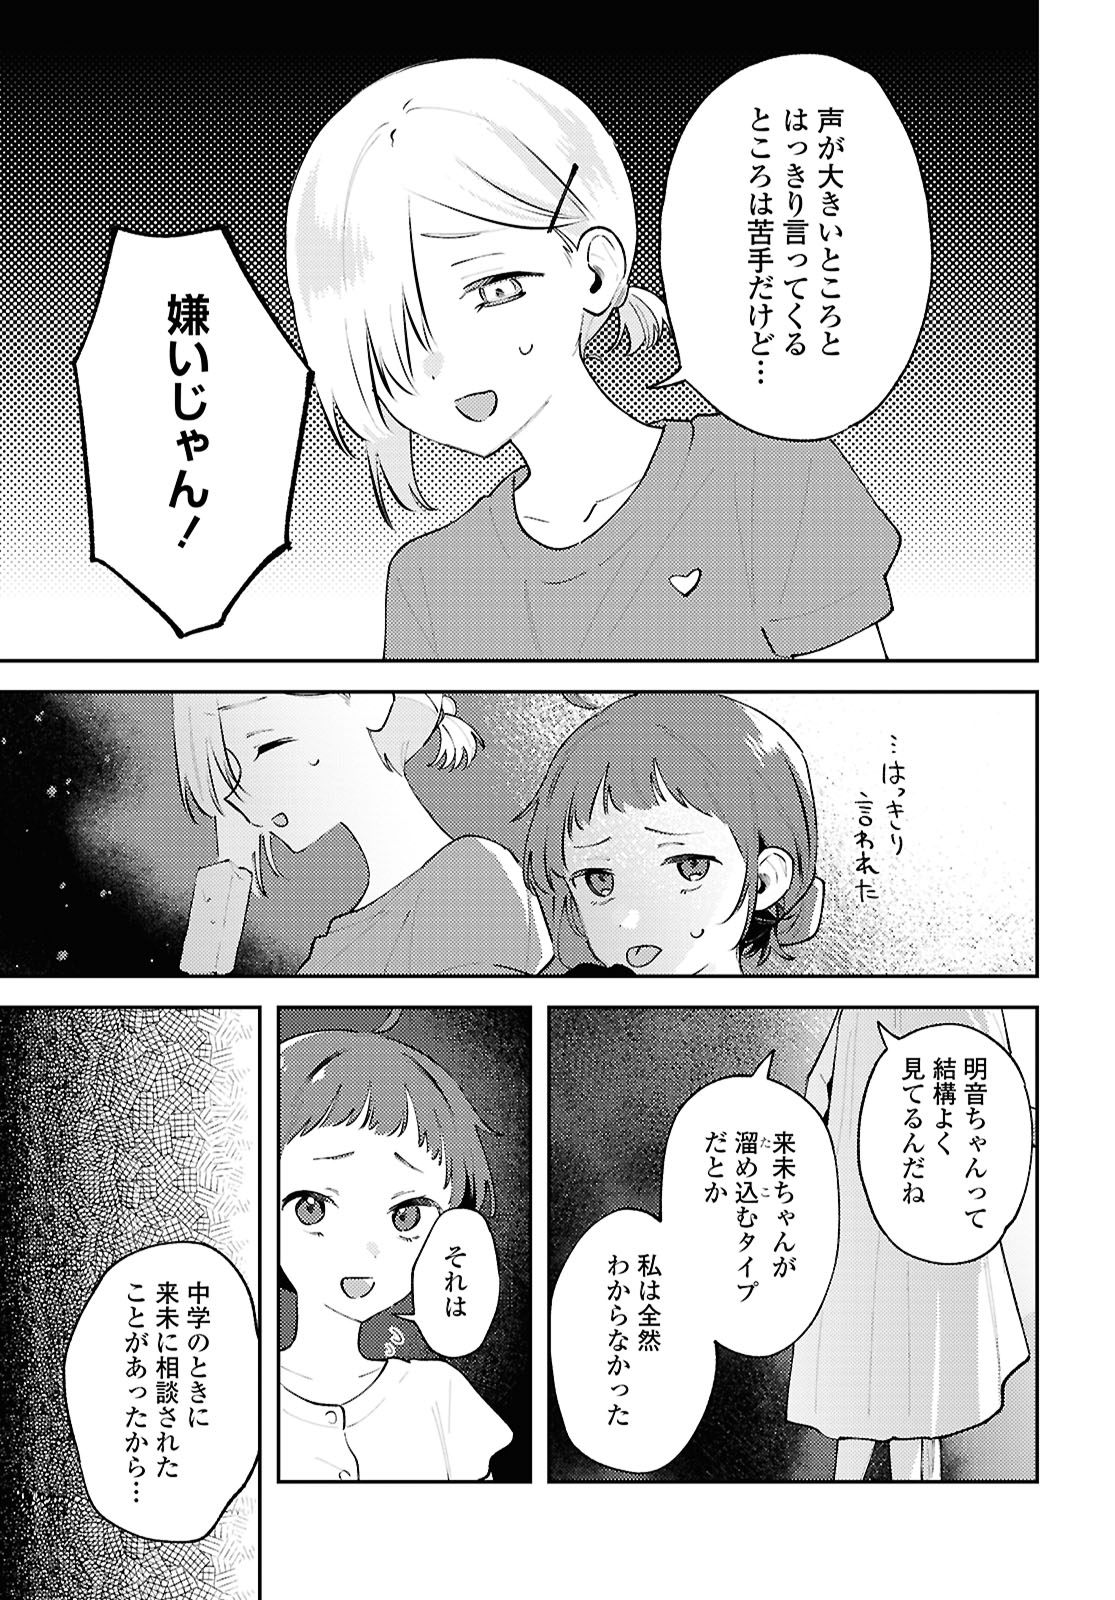 声が大きいところと
はっきり言ってくる
ところは苦手だけど…
嫌いじゃん！
…はっきり
言われた
明音ちゃんって
結構よく
見てるんだね
来未ちゃんが
溜め込むタイプ
だとか
私は全然
わからなかった
それは
中学のときに
来未に相談された
ことがあったから…